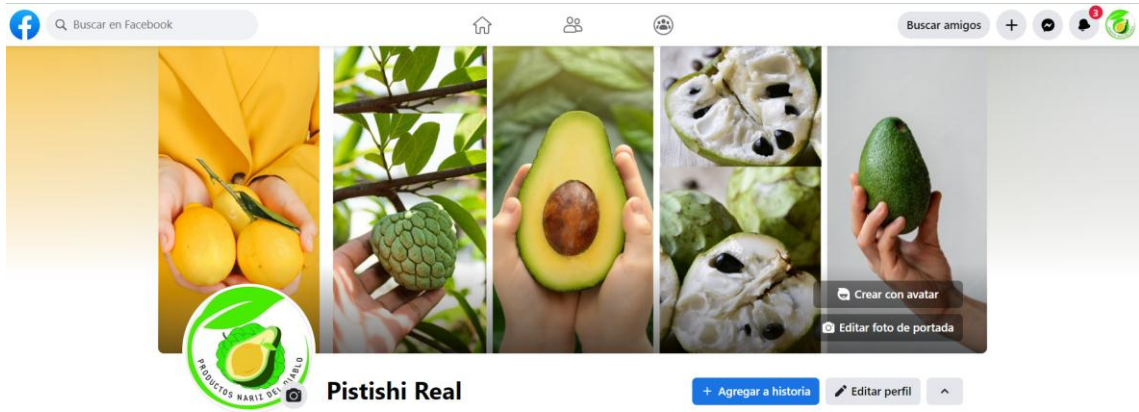 Buscar en Facebook
Buscar amigos
3
Crear con avatar
Editar foto de portada
PRODUCTOS NARIZ DEL DIABLO
Pistishi Real
+ Agregar a historia
Editar perfil